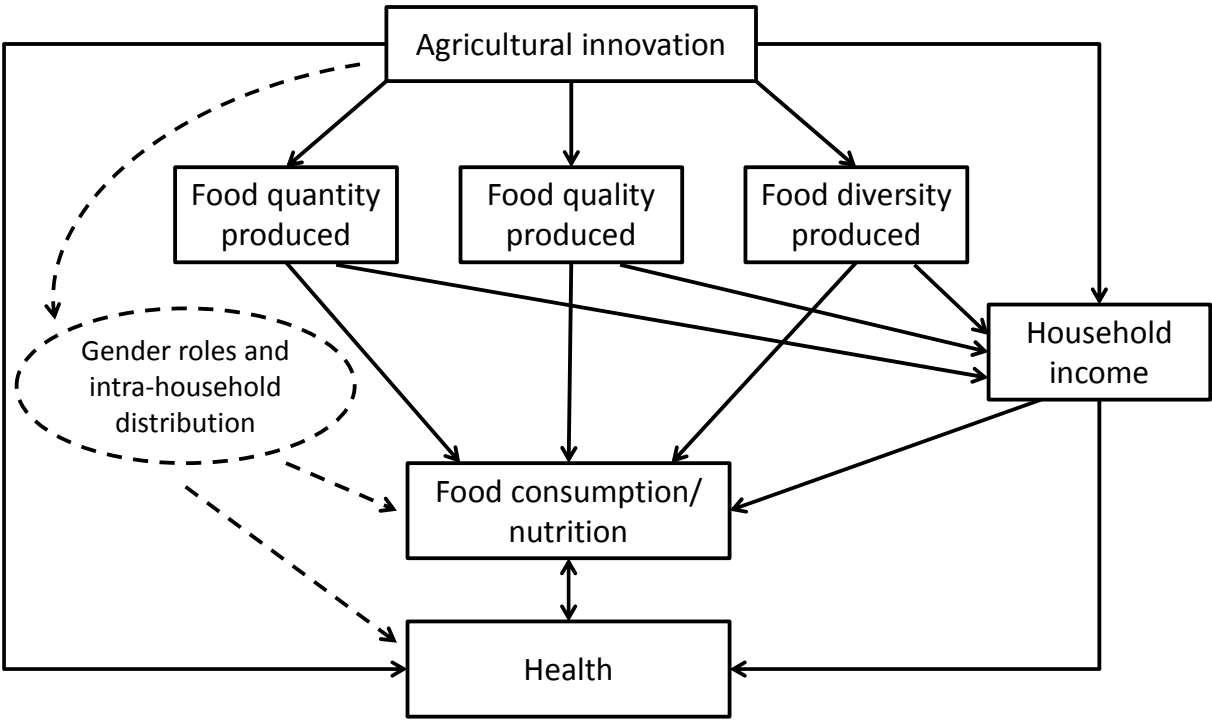 Agricultural innovation
Food quantity
produced
Food quality
produced
Food diversity
produced
Household
income
Gender roles and
intra-household
distribution
Food consumption/
nutrition
Health